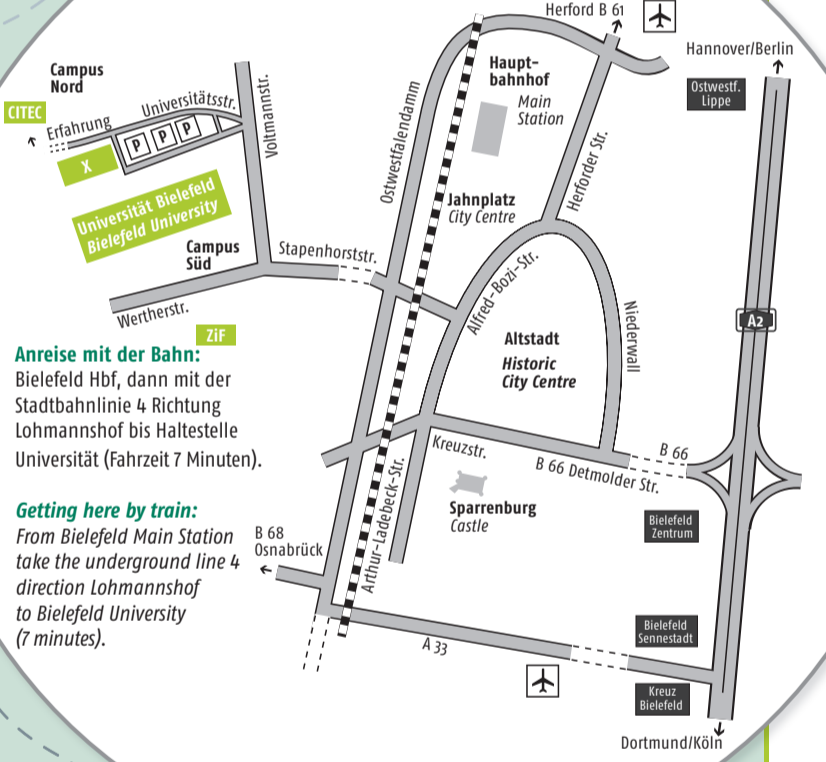 Herford B 61
Hannover/Berlin
Ostwestf.
Lippe
Campus
Nord
CITEC
Erfahrung
Universitätsstr.
P P P
X
Voltmannstr.
Universität Bielefeld
Bielefeld University
Campus
Süd
Stapenhorststr.
Wertherstr.
ZiF
Ostwestfalendamm
Haupt-
bahnhof
Main
Station
Herforder Str.
Jahnplatz
City Centre
Alfred-Bozi-Str.
Niederwall
Altstadt
Historic
City Centre
A2
Kreuzstr.
B 66 Detmolder Str.
B 66
Sparrenburg
Castle
Arthur-Ladebeck-Str.
Bielefeld
Zentrum
B 68
Osnabrück
A 33
Bielefeld
Sennestadt
Kreuz
Bielefeld
Dortmund/Köln
Anreise mit der Bahn:
Bielefeld Hbf, dann mit der
Stadtbahnlinie 4 Richtung
Lohmannshof bis Haltestelle
Universität (Fahrzeit 7 Minuten).
Getting here by train:
From Bielefeld Main Station
take the underground line 4
direction Lohmannshof
to Bielefeld University
(7 minutes).